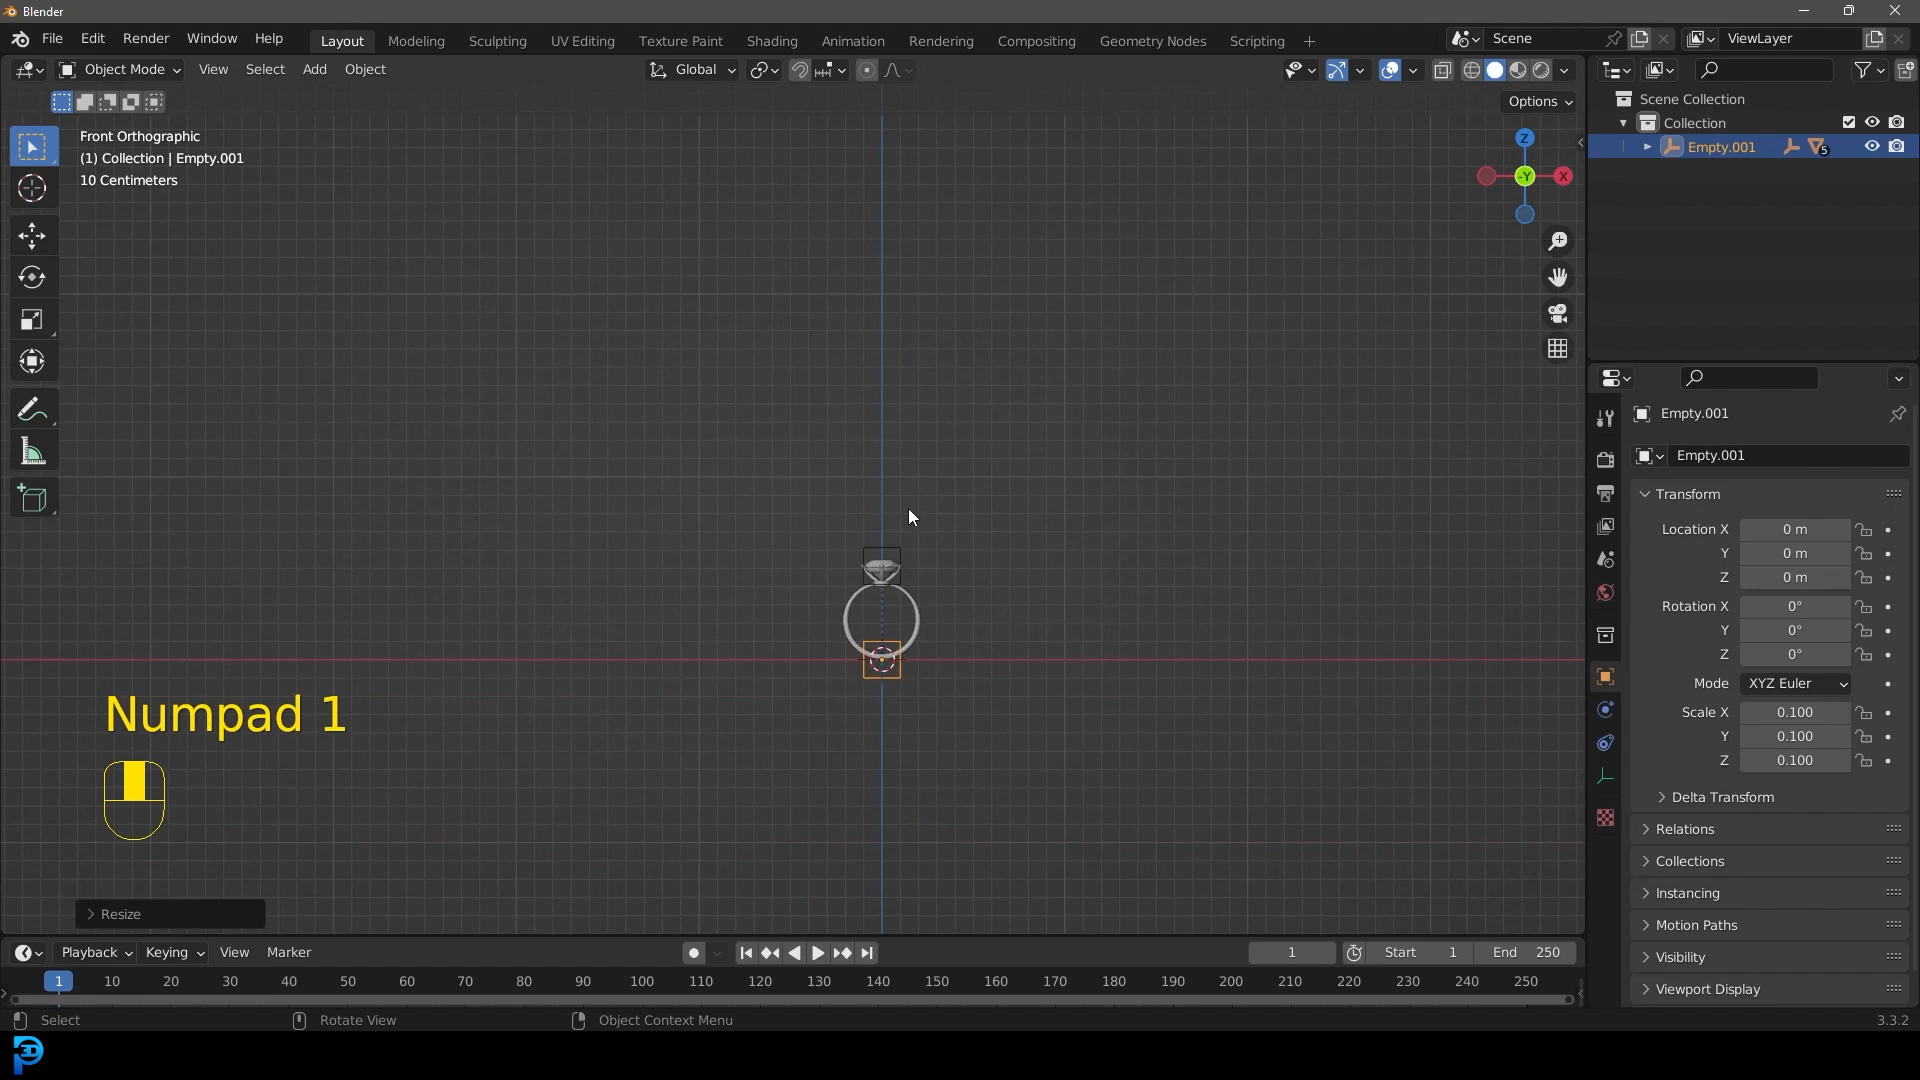 Blender
File Edit Render Window Help Layout Modeling Sculpting UV Editing Texture Paint Shading Animation Rendering Compositing Geometry Nodes Scripting + Scene ViewLayer
Object Mode View Select Add Object Global
Options
Scene Collection
Collection
Empty.001 5
Front Orthographic
(1) Collection | Empty.001
10 Centimeters
Z
-Y X
Empty.001
Empty.001
Transform
Location X 0 m
Y 0 m
Z 0 m
Rotation X 0°
Y 0°
Z 0°
Mode XYZ Euler
Scale X 0.100
Y 0.100
Z 0.100
Delta Transform
Relations
Collections
Instancing
Motion Paths
Visibility
Viewport Display
Numpad 1
Resize
Playback Keying View Marker 1 Start 1 End 250
1 10 20 30 40 50 60 70 80 90 100 110 120 130 140 150 160 170 180 190 200 210 220 230 240 250
Select Rotate View Object Context Menu 3.3.2